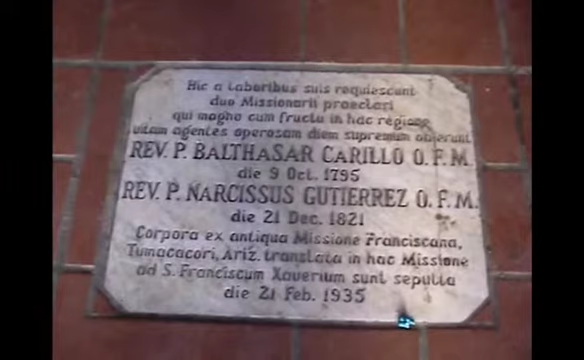 Hic a laboribus suis requiescunt
duo Missionarii praeclari
qui magno cum fructu in hac regione
vitam agentes operosam diem supremum obierunt
REV. P. BALTHASAR CARILLO O. F. M.
die 9 Oct. 1795
REV. P. NARCISSUS GUTIERREZ O. F. M.
die 21 Dec. 1821
Corpora ex antiqua Missione Franciscana,
Tumacacori, Ariz. translata in hac Missione
ad S. Franciscum Xaverium sunt sepulta
die 21 Feb. 1935